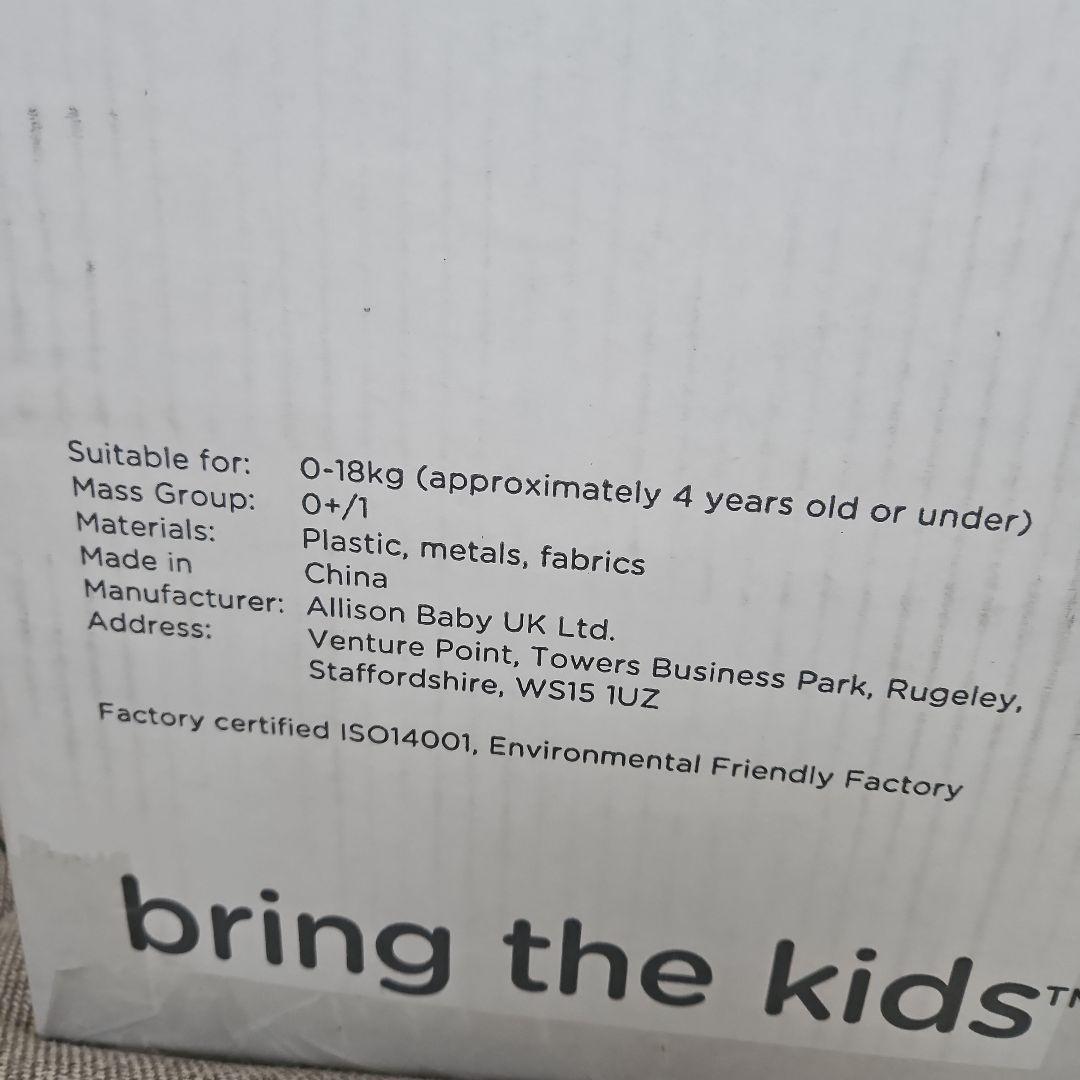 Suitable for: 0-18kg (approximately 4 years old or under)
Mass Group: 0+/1
Materials: Plastic, metals, fabrics
Made in China
Manufacturer: Allison Baby UK Ltd.
Address: Venture Point, Towers Business Park, Rugeley,
Staffordshire, WS15 1UZ
Factory certified ISO14001, Environmental Friendly Factory
bring the kids™